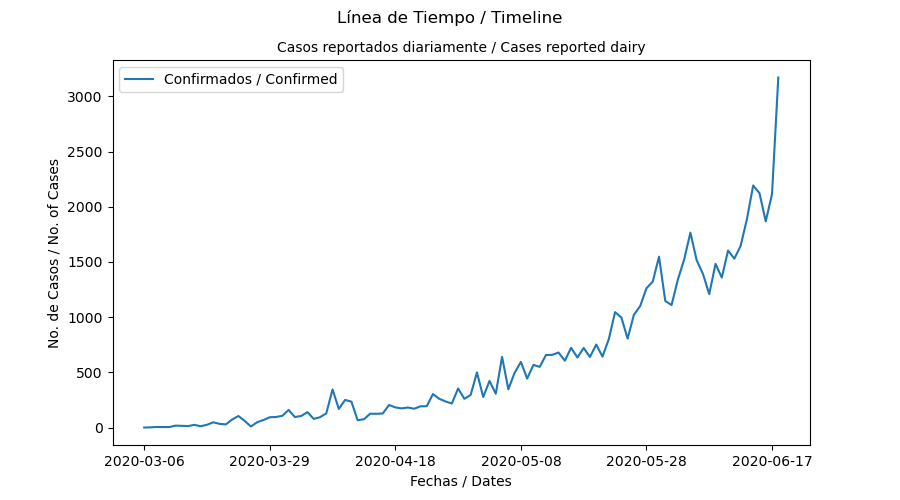 Línea de Tiempo / Timeline
Casos reportados diariamente / Cases reported dairy
Confirmados / Confirmed
3000
2500
2000
1500
1000
500
0
No. de Casos / No. of Cases
2020-03-06 2020-03-29 2020-04-18 2020-05-08 2020-05-28 2020-06-17
Fechas / Dates